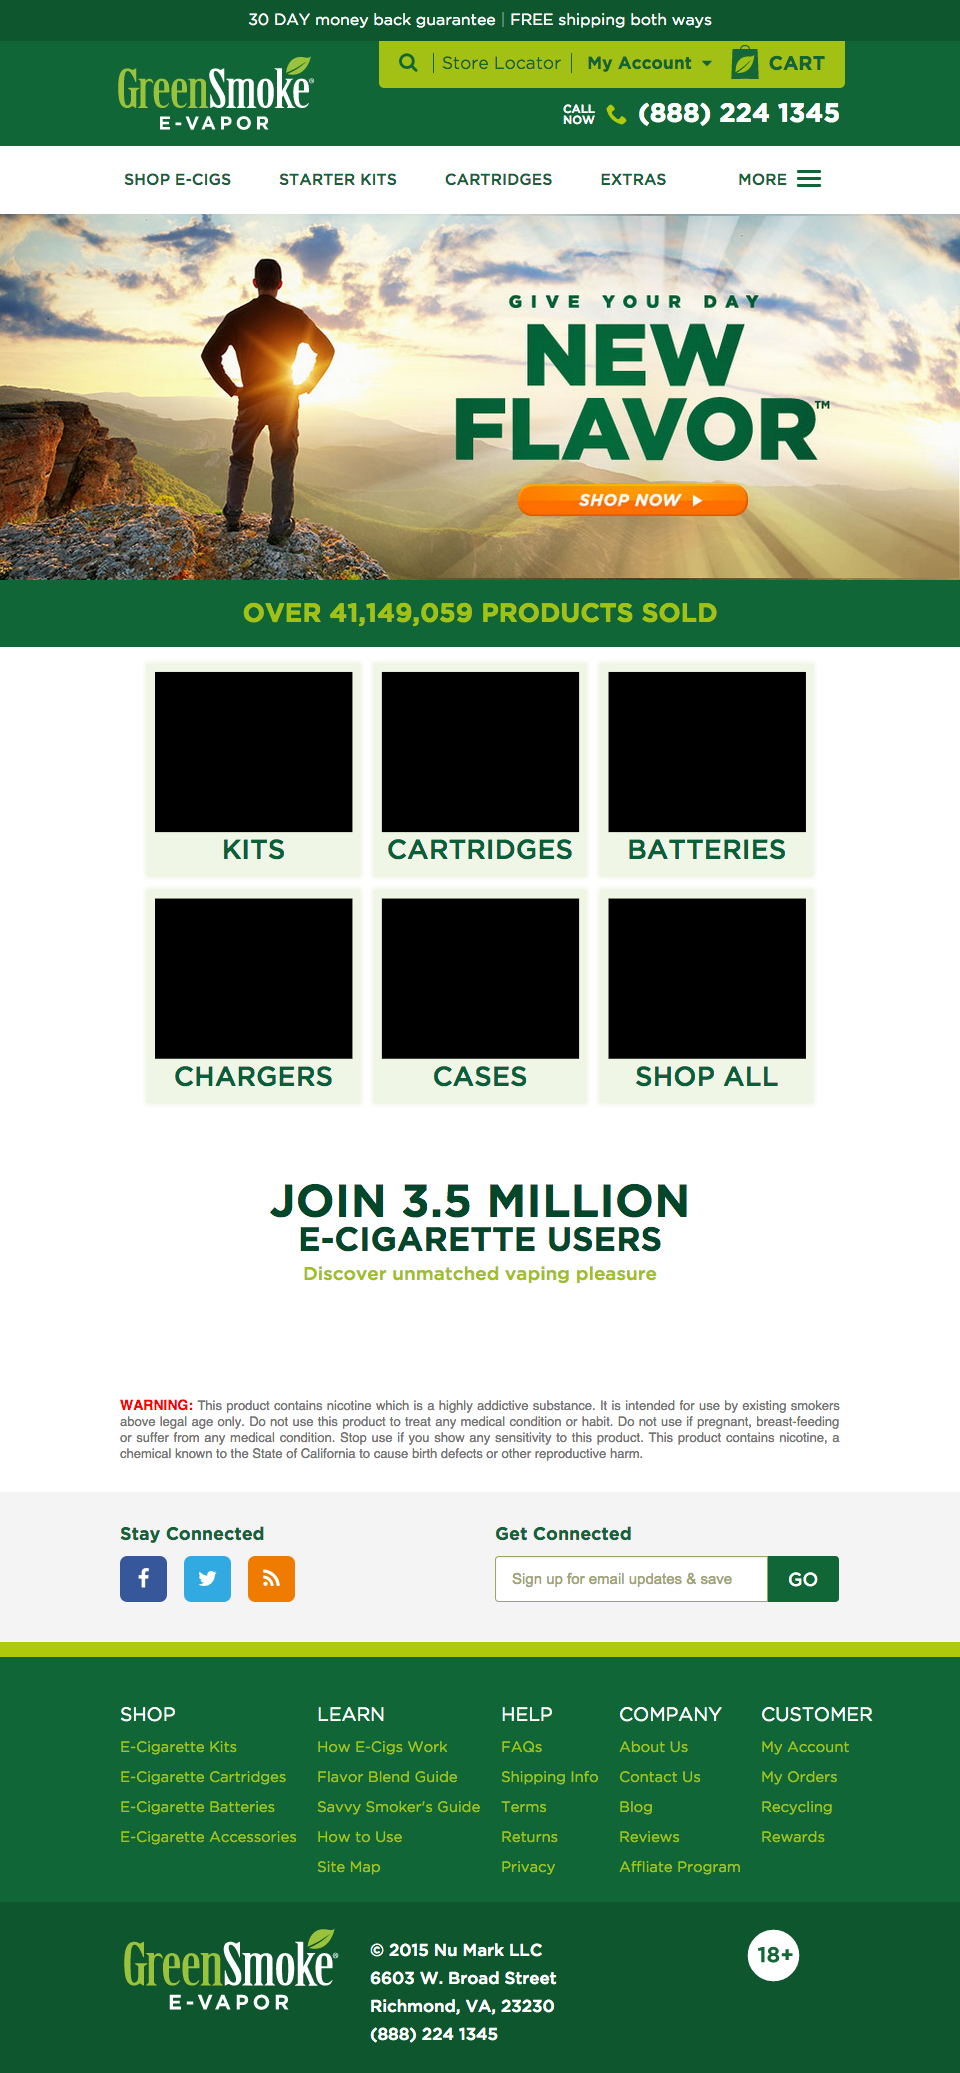 30 DAY money back guarantee | FREE shipping both ways
GreenSmoke®
E-VAPOR
Store Locator
My Account
CART
CALL NOW
(888) 224 1345
SHOP E-CIGS
STARTER KITS
CARTRIDGES
EXTRAS
MORE
GIVE YOUR DAY
NEW
FLAVOR™
SHOP NOW
OVER 41,149,059 PRODUCTS SOLD
KITS
CARTRIDGES
BATTERIES
CHARGERS
CASES
SHOP ALL
JOIN 3.5 MILLION
E-CIGARETTE USERS
Discover unmatched vaping pleasure
WARNING: This product contains nicotine which is a highly addictive substance. It is intended for use by existing smokers
above legal age only. Do not use this product to treat any medical condition or habit. Do not use if pregnant, breast-feeding
or suffer from any medical condition. Stop use if you show any sensitivity to this product. This product contains nicotine, a
chemical known to the State of California to cause birth defects or other reproductive harm.
Stay Connected
Get Connected
Sign up for email updates & save
GO
SHOP
E-Cigarette Kits
E-Cigarette Cartridges
E-Cigarette Batteries
E-Cigarette Accessories
LEARN
How E-Cigs Work
Flavor Blend Guide
Savvy Smoker's Guide
How to Use
Site Map
HELP
FAQs
Shipping Info
Terms
Returns
Privacy
COMPANY
About Us
Contact Us
Blog
Reviews
Affliate Program
CUSTOMER
My Account
My Orders
Recycling
Rewards
GreenSmoke®
E-VAPOR
© 2015 Nu Mark LLC
6603 W. Broad Street
Richmond, VA, 23230
(888) 224 1345
18+